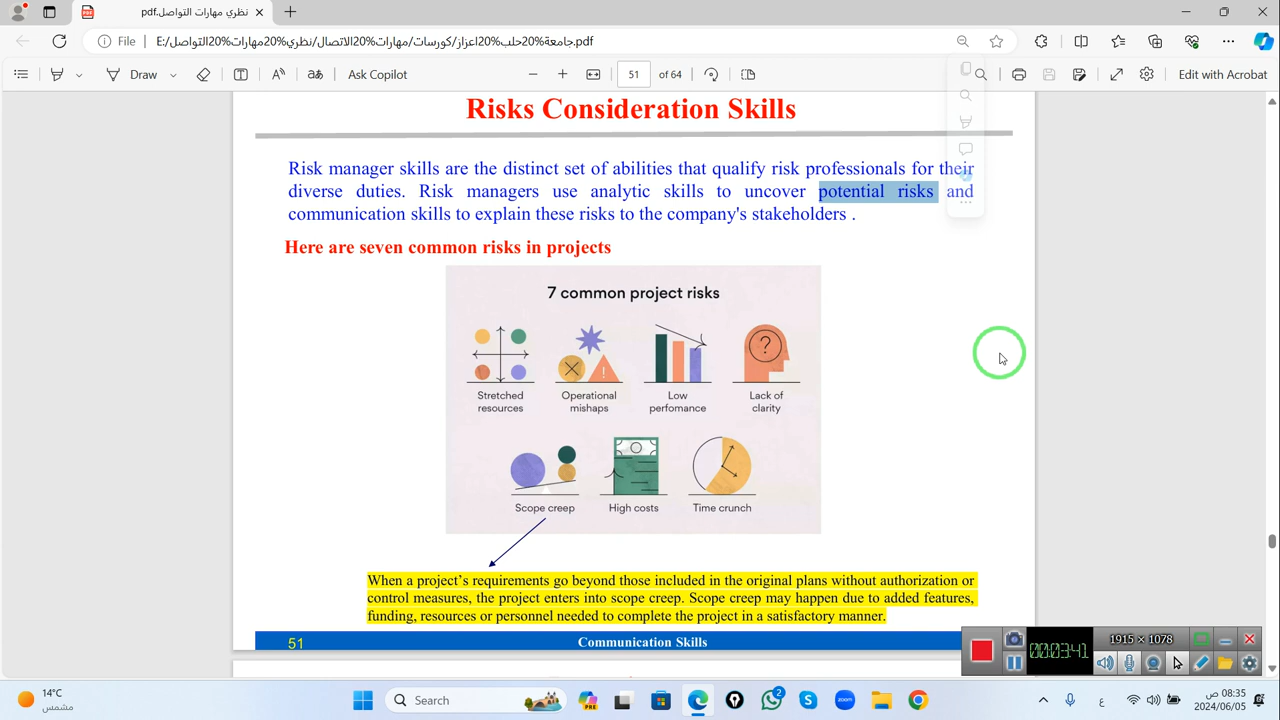 نظري مهارات التواصل.pdf
File
E:/جامعة%20حلب%20اعزاز/كورسات/مهارات%20الاتصال/نظري%20مهارات%20التواصل.pdf
Draw
Ask Copilot
51 of 64
Edit with Acrobat
Risks Consideration Skills
Risk manager skills are the distinct set of abilities that qualify risk professionals for their
diverse duties. Risk managers use analytic skills to uncover potential risks and
communication skills to explain these risks to the company's stakeholders .
Here are seven common risks in projects
7 common project risks
Stretched resources
Operational mishaps
Low perfomance
Lack of clarity
Scope creep
High costs
Time crunch
When a project's requirements go beyond those included in the original plans without authorization or
control measures, the project enters into scope creep. Scope creep may happen due to added features,
funding, resources or personnel needed to complete the project in a satisfactory manner.
51
Communication Skills
00:03:41
1915 × 1078
14°C
مشمس
Search
PRE
2
zoom
ع
08:35 ص
2024/06/05